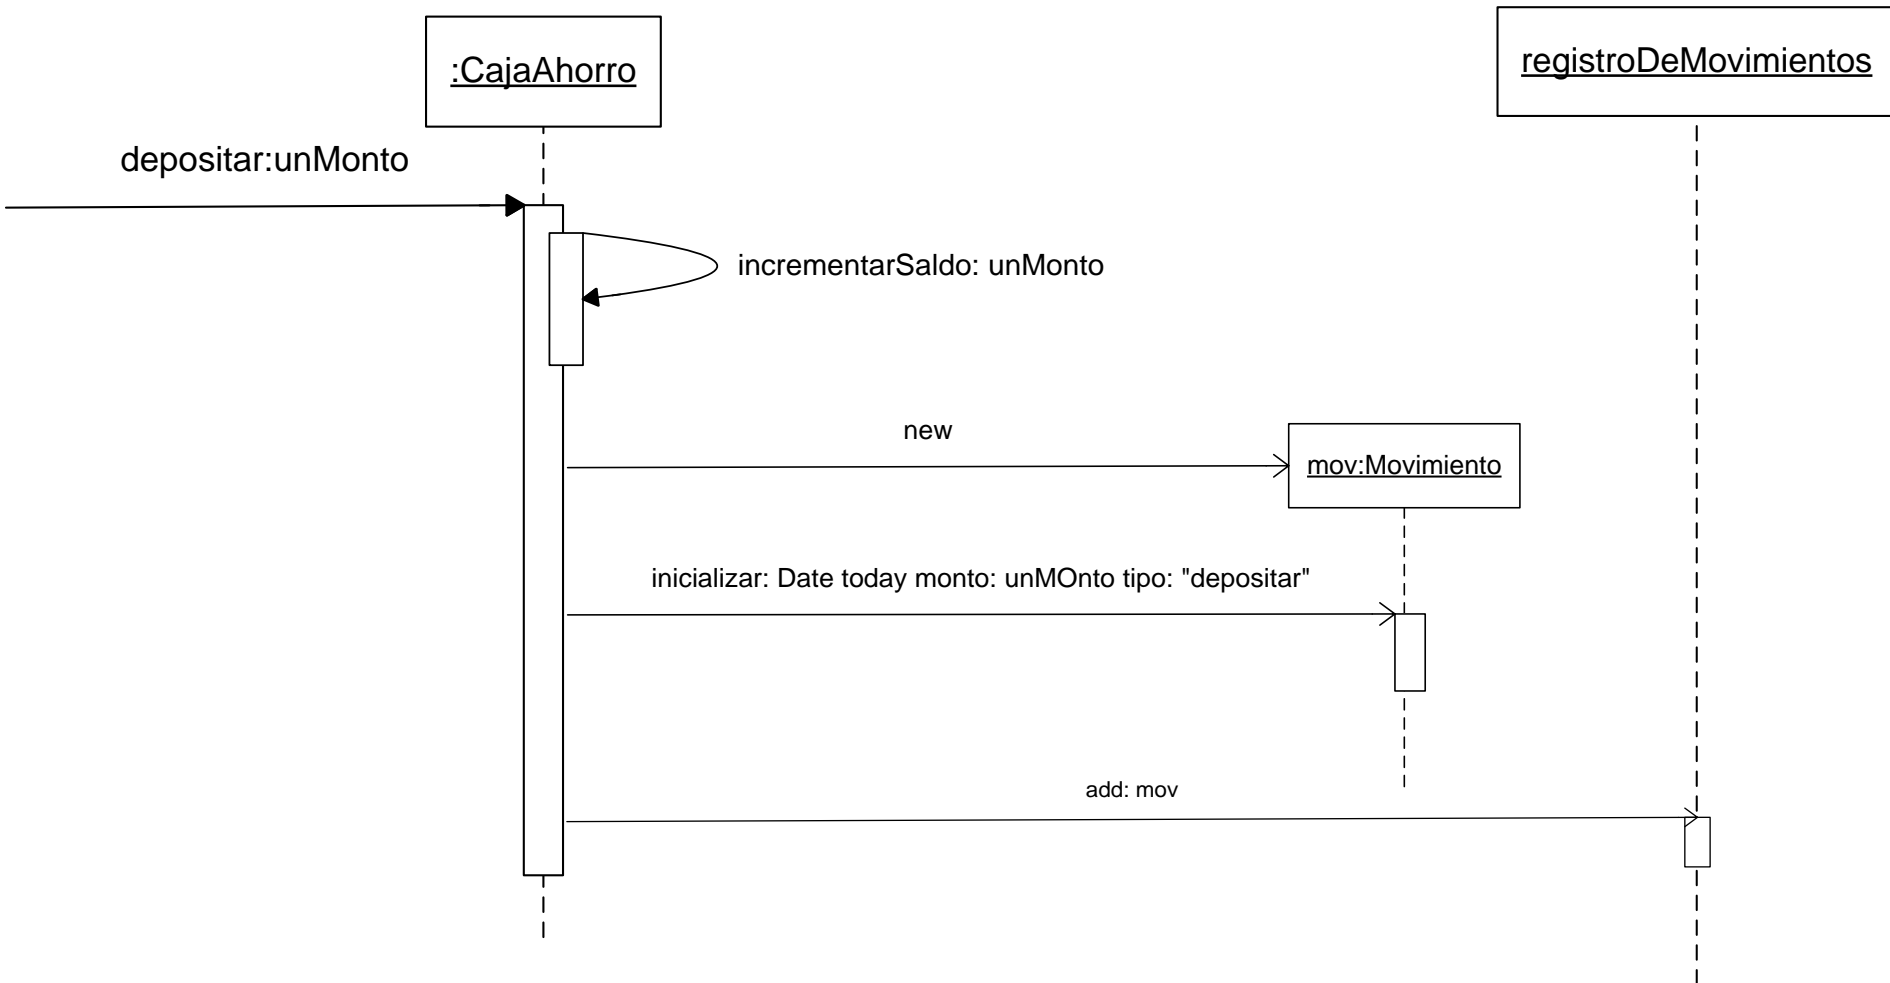 :CajaAhorro
registroDeMovimientos
depositar:unMonto
incrementarSaldo: unMonto
new
mov:Movimiento
inicializar: Date today monto: unMOnto tipo: "depositar"
add: mov